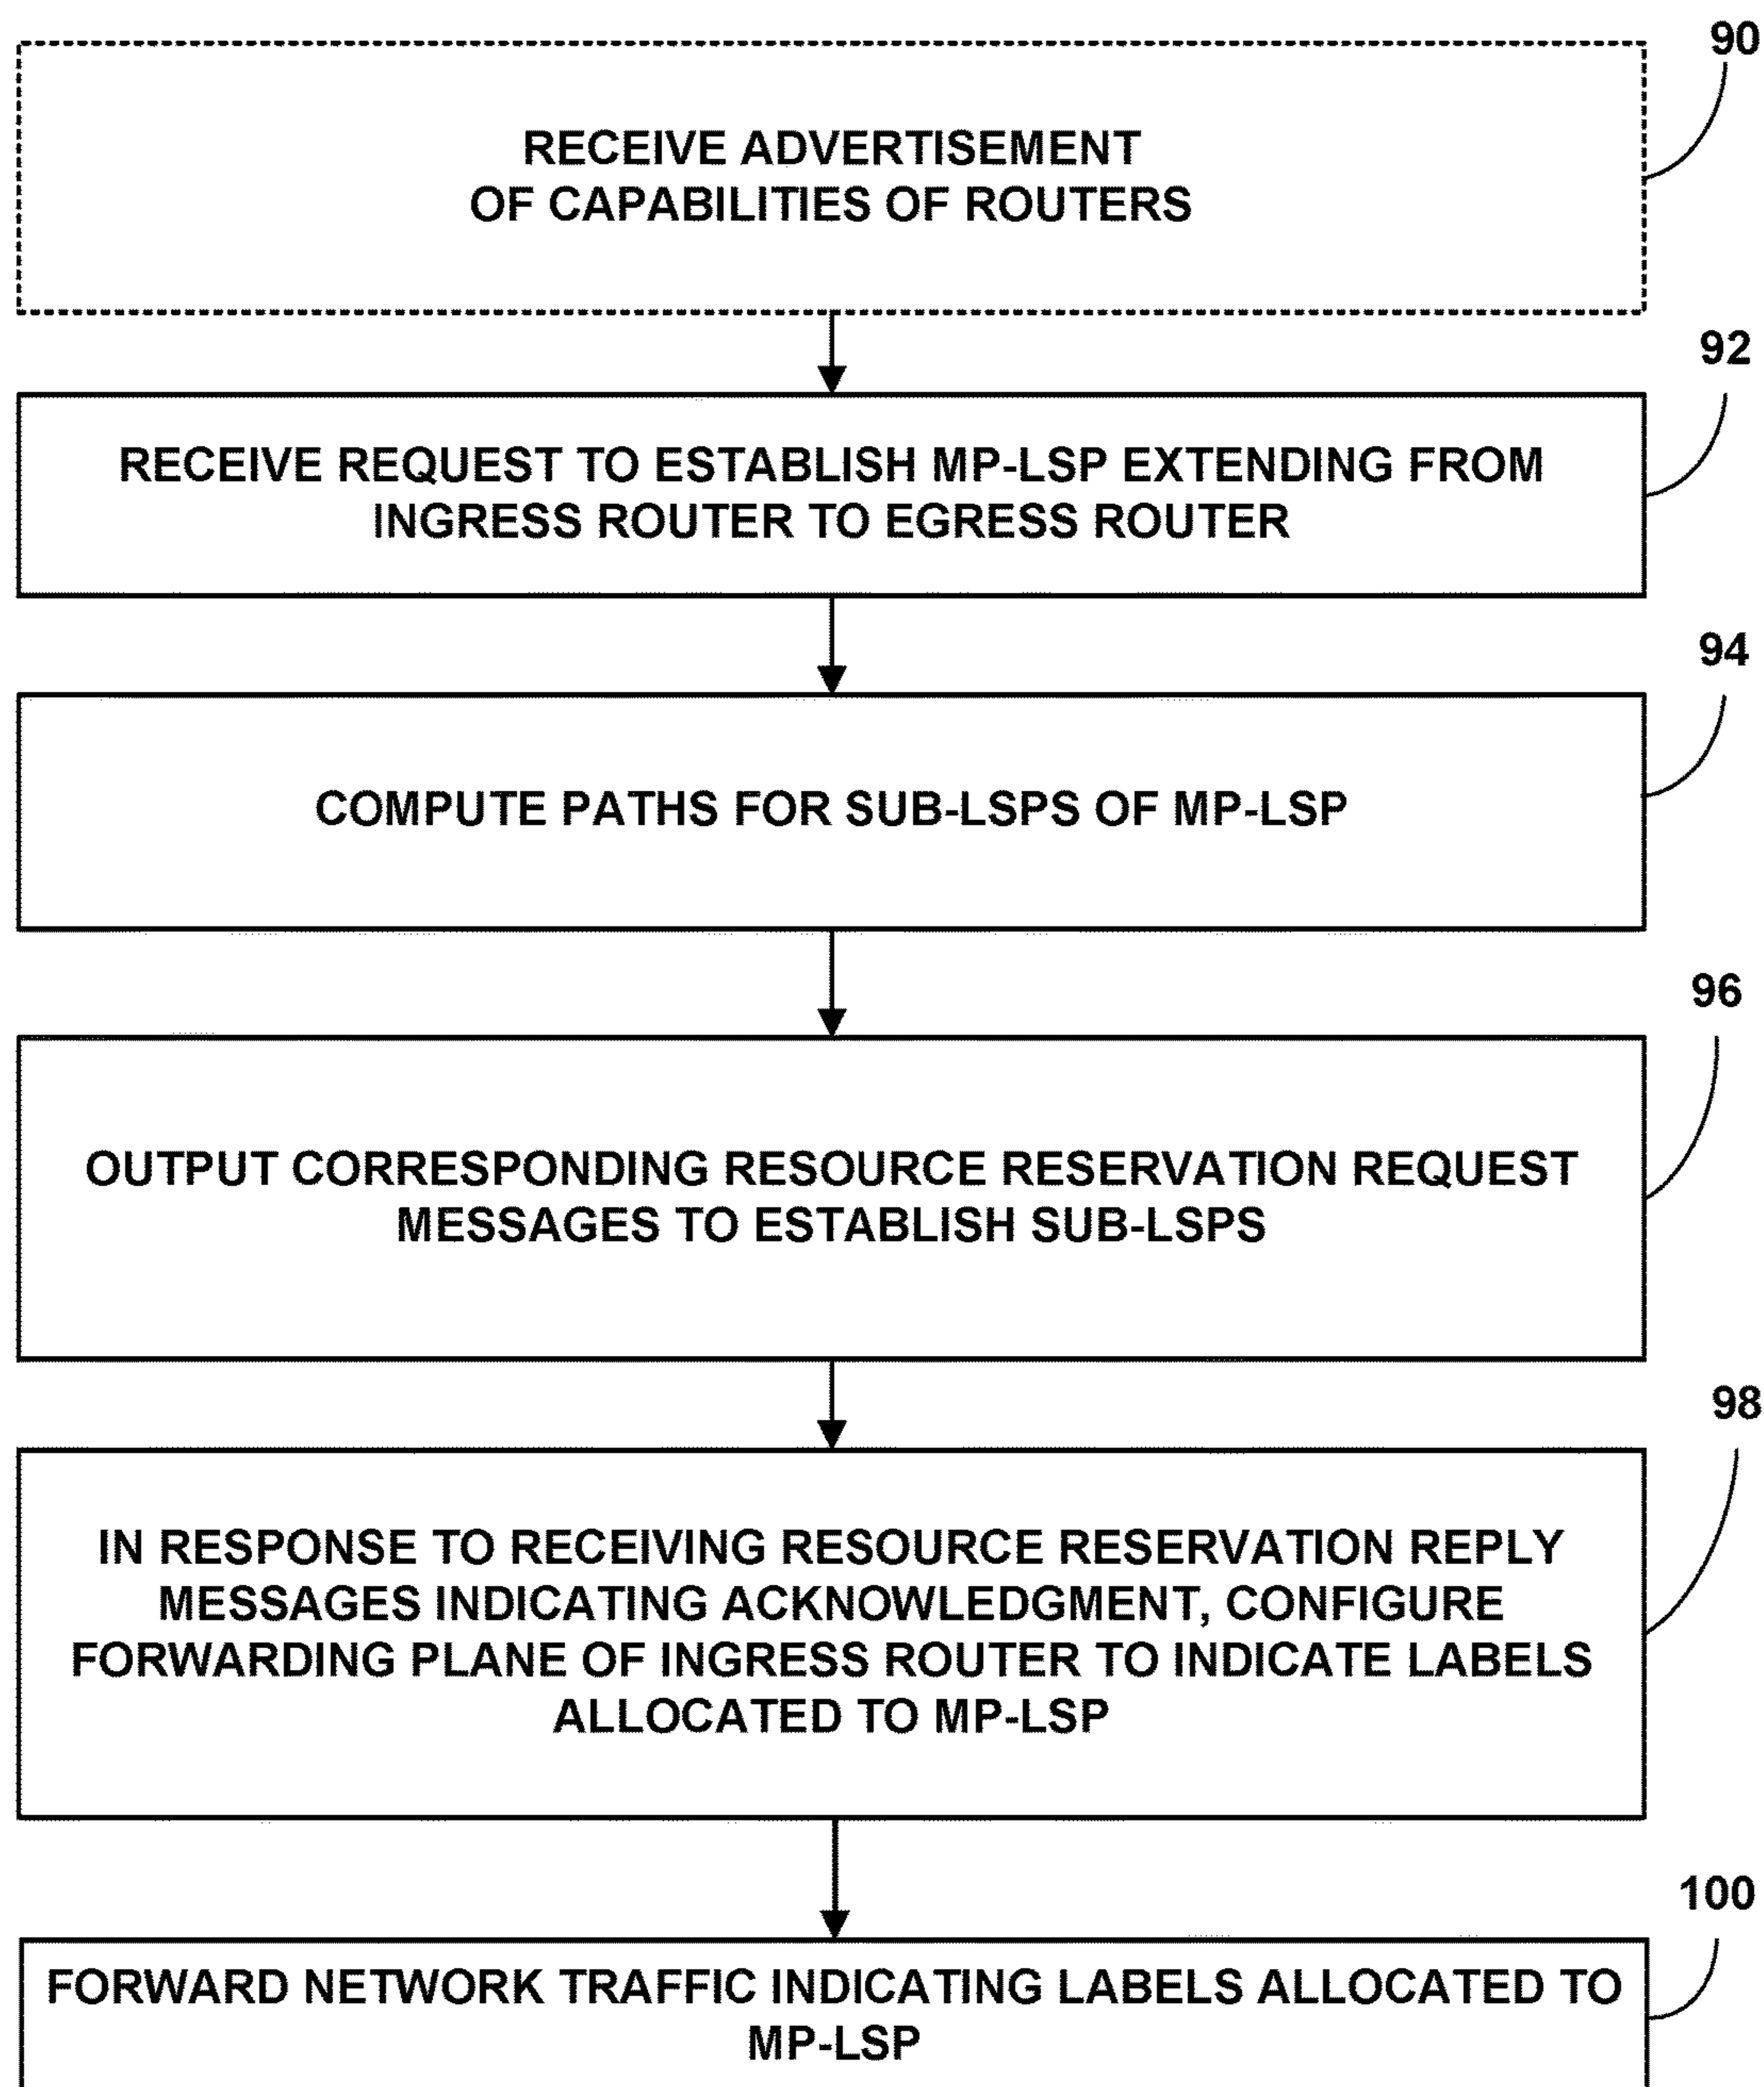 90
RECEIVE ADVERTISEMENT
OF CAPABILITIES OF ROUTERS
92
RECEIVE REQUEST TO ESTABLISH MP-LSP EXTENDING FROM
INGRESS ROUTER TO EGRESS ROUTER
94
COMPUTE PATHS FOR SUB-LSPS OF MP-LSP
96
OUTPUT CORRESPONDING RESOURCE RESERVATION REQUEST
MESSAGES TO ESTABLISH SUB-LSPS
98
IN RESPONSE TO RECEIVING RESOURCE RESERVATION REPLY
MESSAGES INDICATING ACKNOWLEDGMENT, CONFIGURE
FORWARDING PLANE OF INGRESS ROUTER TO INDICATE LABELS
ALLOCATED TO MP-LSP
100
FORWARD NETWORK TRAFFIC INDICATING LABELS ALLOCATED TO
MP-LSP